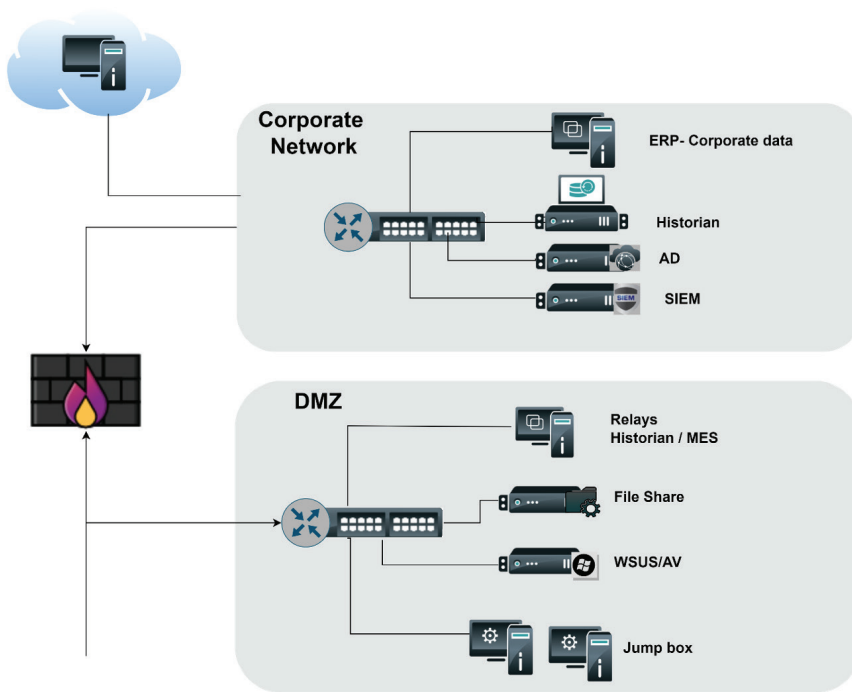 Corporate
Network
ERP- Corporate data
Historian
AD
SIEM
SIEM
DMZ
Relays
Historian / MES
File Share
WSUS/AV
Jump box